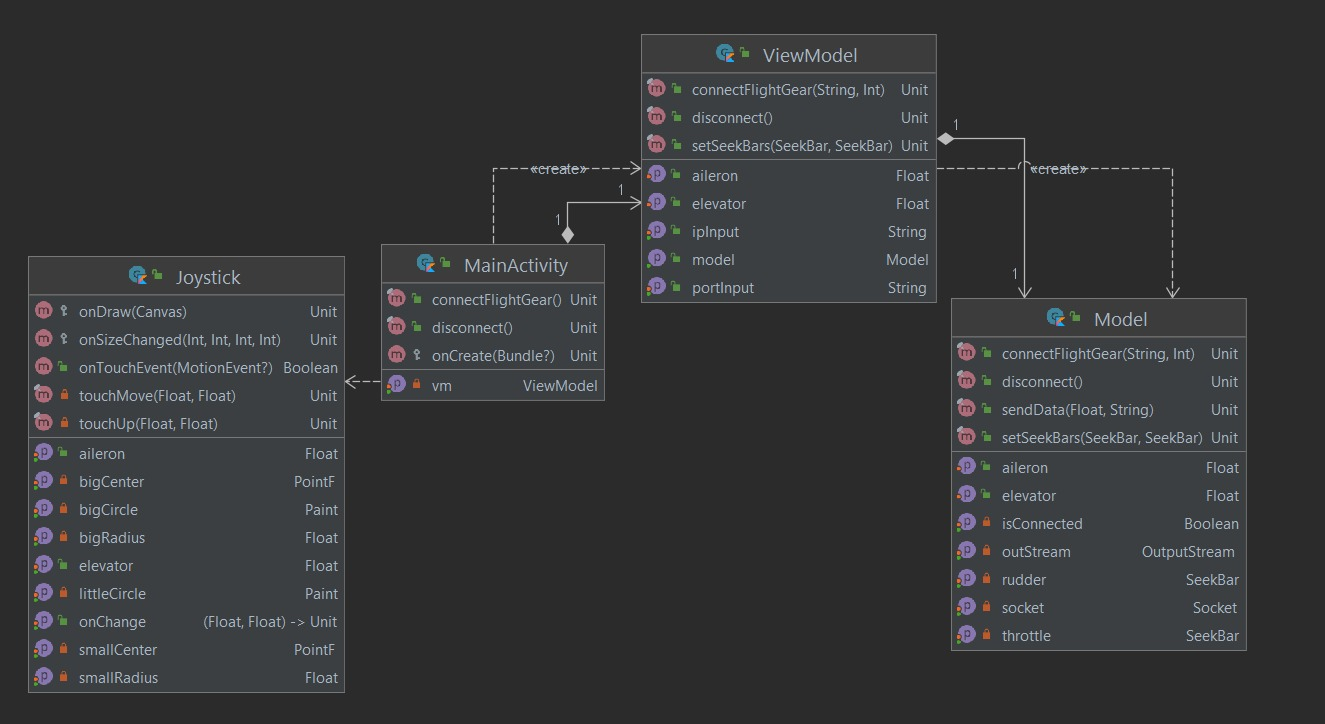 ViewModel
connectFlightGear(String, Int) Unit
disconnect() Unit
setSeekBars(SeekBar, SeekBar) Unit
aileron Float
elevator Float
ipInput String
model Model
portInput String
1
«create»
«create»
1
1
1
MainActivity
connectFlightGear() Unit
disconnect() Unit
onCreate(Bundle?) Unit
vm ViewModel
Joystick
onDraw(Canvas) Unit
onSizeChanged(Int, Int, Int, Int) Unit
onTouchEvent(MotionEvent?) Boolean
touchMove(Float, Float) Unit
touchUp(Float, Float) Unit
aileron Float
bigCenter PointF
bigCircle Paint
bigRadius Float
elevator Float
littleCircle Paint
onChange (Float, Float) -> Unit
smallCenter PointF
smallRadius Float
Model
connectFlightGear(String, Int) Unit
disconnect() Unit
sendData(Float, String) Unit
setSeekBars(SeekBar, SeekBar) Unit
aileron Float
elevator Float
isConnected Boolean
outStream OutputStream
rudder SeekBar
socket Socket
throttle SeekBar